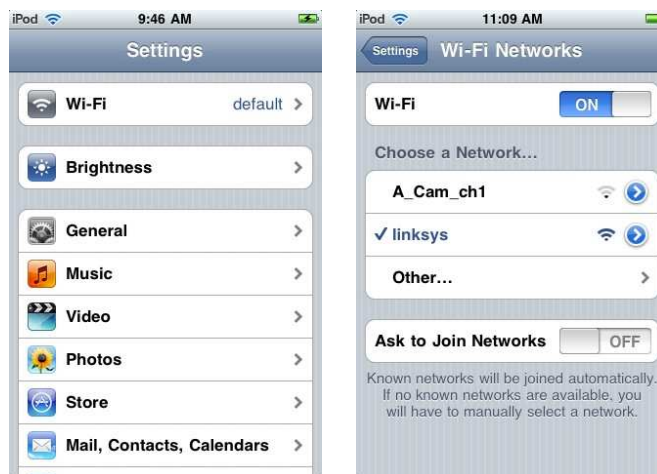 iPod 9:46 AM
Settings
Wi-Fi default
Brightness
General
Music
Video
Photos
Store
Mail, Contacts, Calendars
iPod 11:09 AM
Settings Wi-Fi Networks
Wi-Fi ON
Choose a Network...
A_Cam_ch1
✓ linksys
Other...
Ask to Join Networks OFF
Known networks will be joined automatically.
If no known networks are available, you
will have to manually select a network.